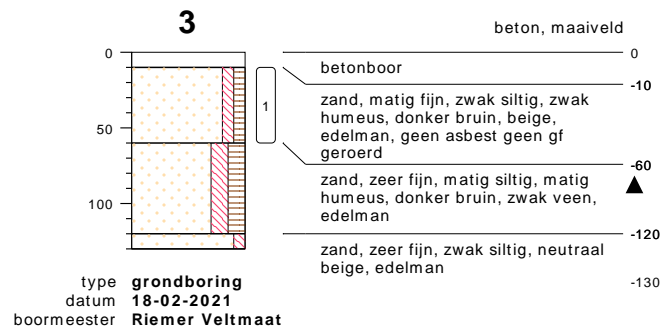 3
beton, maaiveld
0
0
betonboor
-10
1
zand, matig fijn, zwak siltig, zwak
humeus, donker bruin, beige,
edelman, geen asbest geen gf
geroerd
50
-60
zand, zeer fijn, matig siltig, matig
humeus, donker bruin, zwak veen,
edelman
100
-120
zand, zeer fijn, zwak siltig, neutraal
beige, edelman
-130
type grondboring
datum 18-02-2021
boormeester Riemer Veltmaat